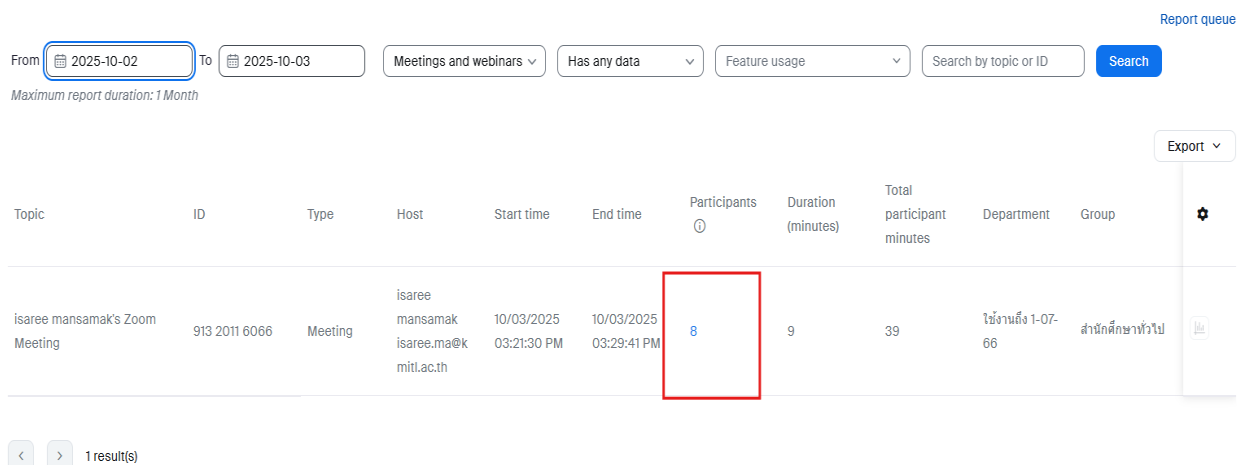 Report queue
From 2025-10-02 To 2025-10-03 Meetings and webinars Has any data Feature usage Search by topic or ID Search
Maximum report duration: 1 Month
Export
Topic ID Type Host Start time End time Participants Duration (minutes) Total participant minutes Department Group
isaree mansamak's Zoom Meeting 913 2011 6066 Meeting isaree mansamak isaree.ma@kmitl.ac.th 10/03/2025 03:21:30 PM 10/03/2025 03:29:41 PM 8 9 39 ใช้งานถึง 1-07-66 สำนักศึกษาทั่วไป
1 result(s)